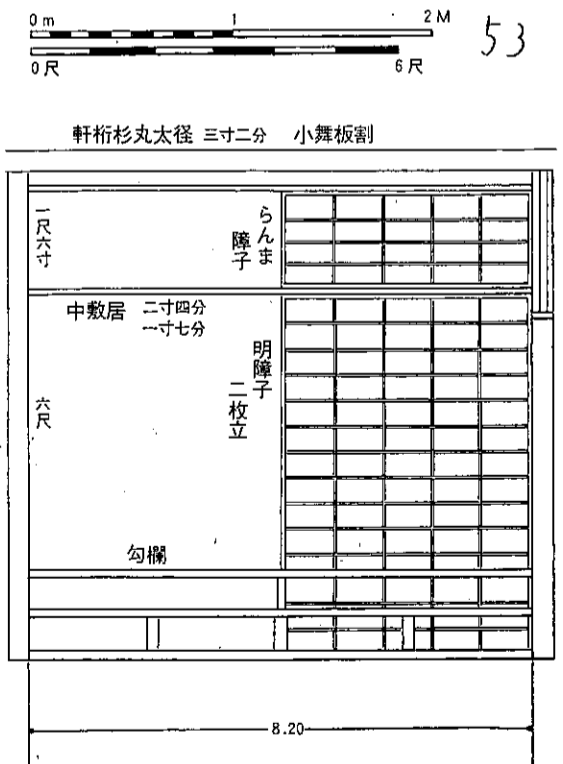 0 m 1 2 M
0 尺 6 尺
53
軒桁杉丸太径 三寸二分 小舞板割
一尺六寸
らんま
障子
中敷居 二寸四分
一寸七分
明障子
二枚立
六尺
勾欄
8.20